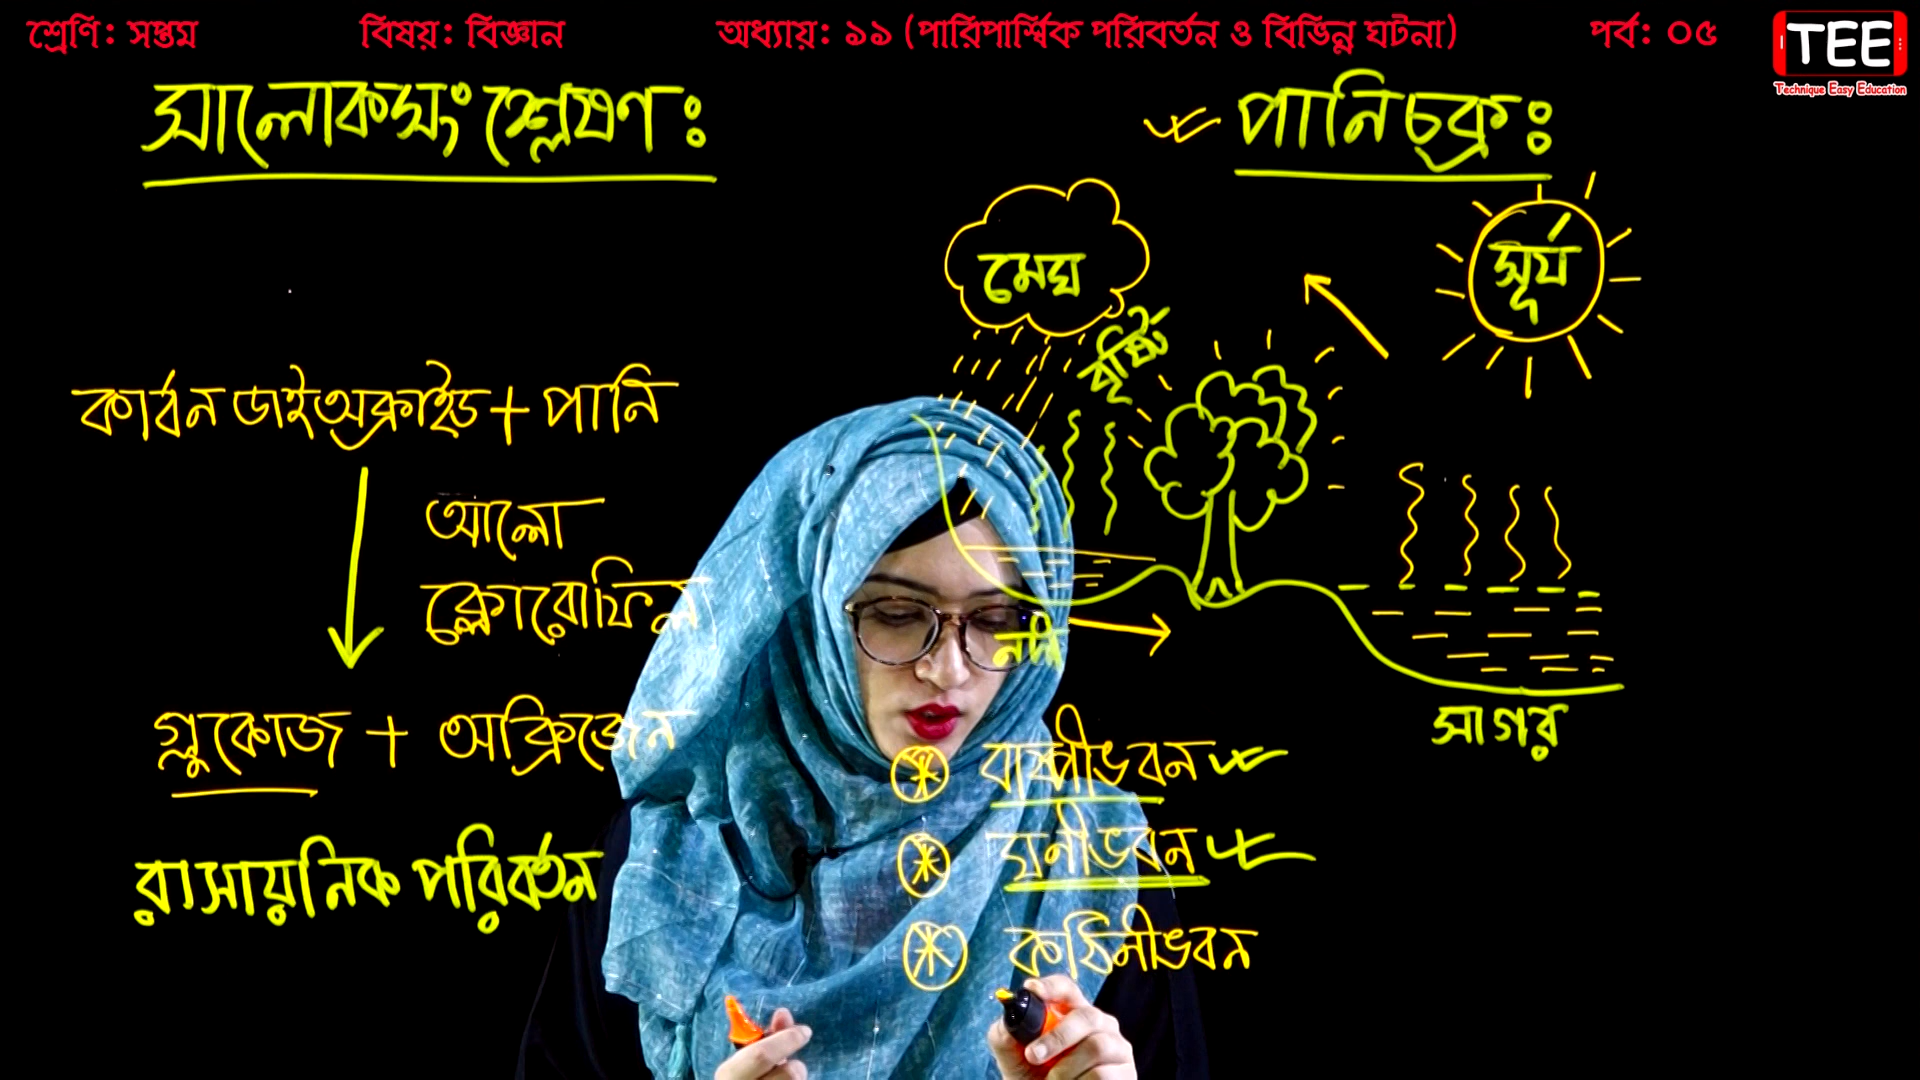 শ্রেণি: সপ্তম
বিষয়: বিজ্ঞান
অধ্যায়: ১১ (পারিপার্শ্বিক পরিবর্তন ও বিভিন্ন ঘটনা)
পর্ব: ০৫
TEE
Technique Easy Education
সালোকসংশ্লেষণ:
কার্বন ডাইঅক্সাইড + পানি
আলো
ক্লোরোফিল
গ্লুকোজ + অক্সিজেন
রাসায়নিক পরিবর্তন
পানিচক্র:
মেঘ
সূর্য
বৃষ্টি
নদী
সাগর
বাষ্পীভবন
ঘনীভবন
কঠিনীভবন